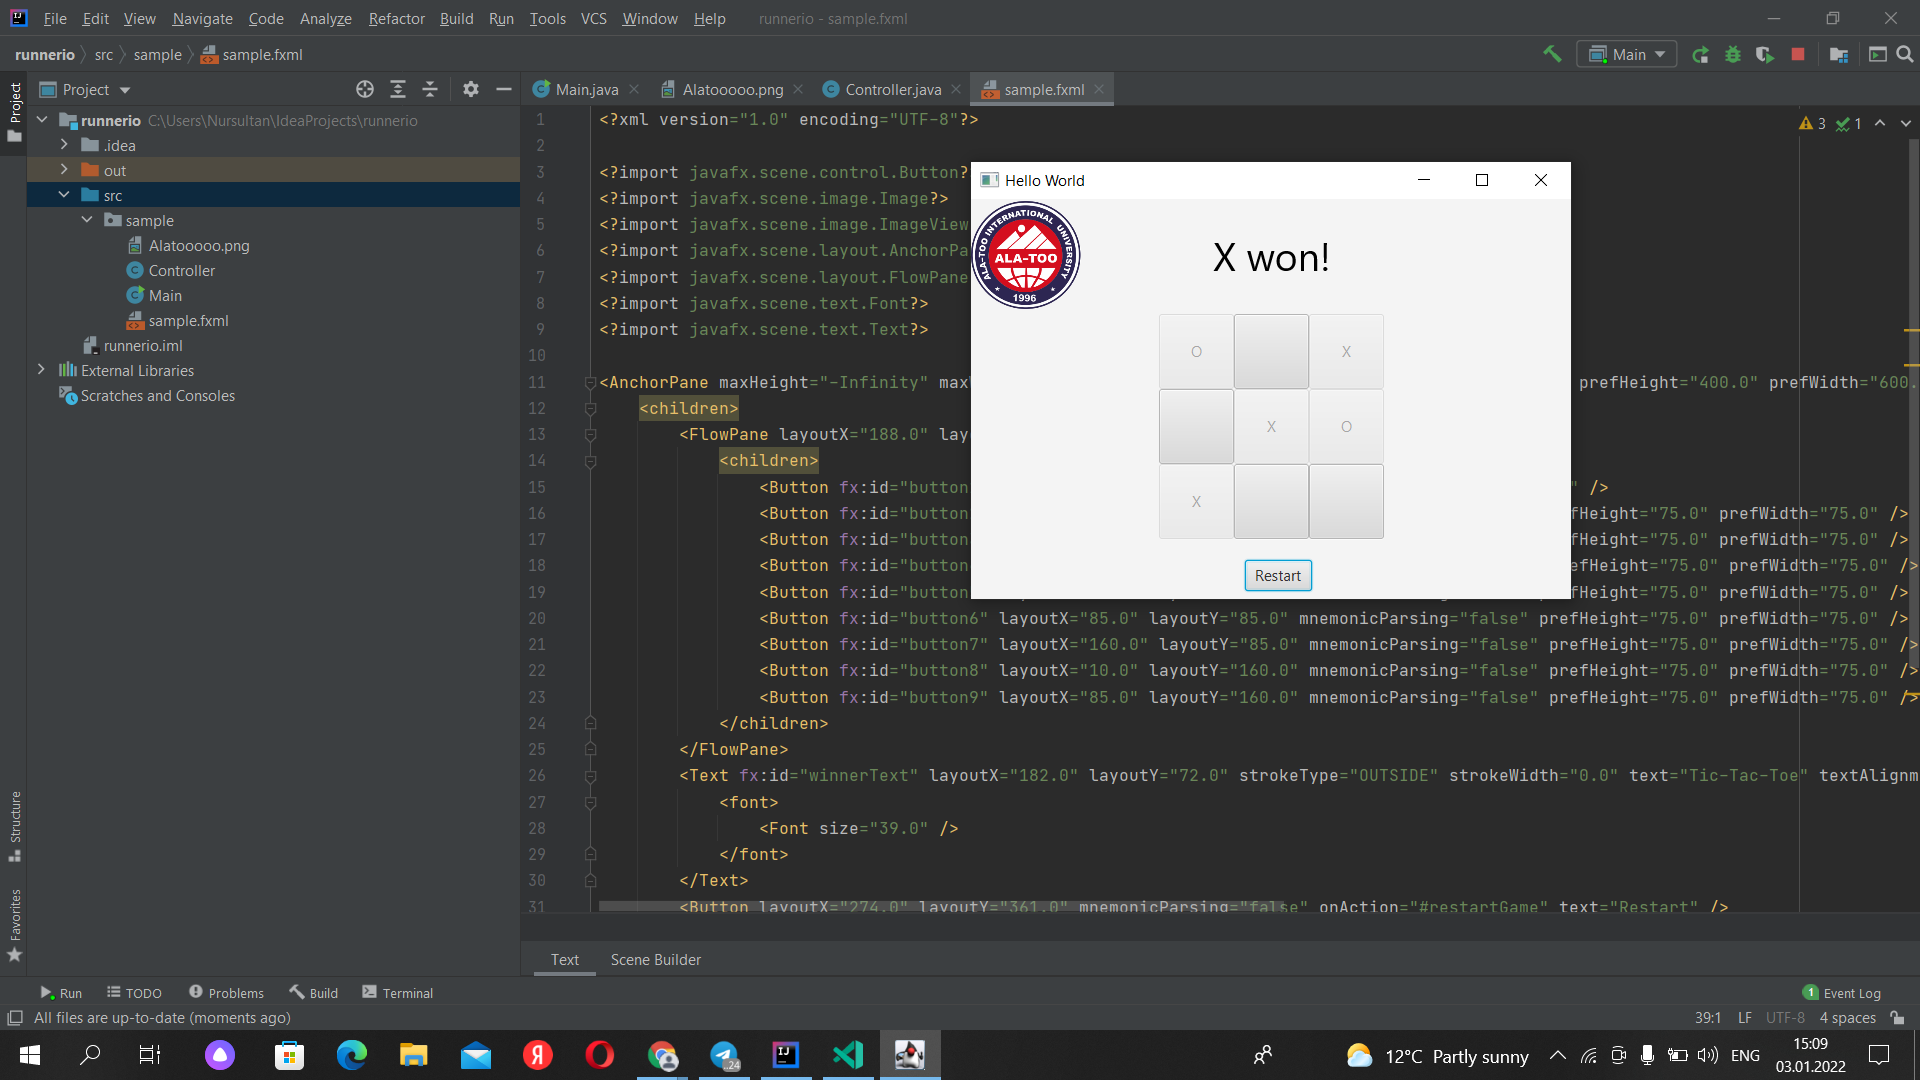 File Edit View Navigate Code Analyze Refactor Build Run Tools VCS Window Help runnerio - sample.fxml
runnerio src sample sample.fxml Main
Project
Project
Main.java Alatooooo.png Controller.java sample.fxml
runnerio C:\Users\Nursultan\IdeaProjects\runnerio
.idea
out
src
sample
Alatooooo.png
Controller
Main
sample.fxml
runnerio.iml
External Libraries
Scratches and Consoles
Structure
Favorites
3 1
1 <?xml version="1.0" encoding="UTF-8"?>
2
3 <?import javafx.scene.control.Button?
4 <?import javafx.scene.image.Image?>
5 <?import javafx.scene.image.ImageView
6 <?import javafx.scene.layout.AnchorPa
7 <?import javafx.scene.layout.FlowPane
8 <?import javafx.scene.text.Font?>
9 <?import javafx.scene.text.Text?>
10
11 <AnchorPane maxHeight="-Infinity" max prefHeight="400.0" prefWidth="600.
12 <children>
13 <FlowPane layoutX="188.0" lay
14 <children>
15 <Button fx:id="button " />
16 <Button fx:id="button fHeight="75.0" prefWidth="75.0" />
17 <Button fx:id="button fHeight="75.0" prefWidth="75.0" />
18 <Button fx:id="button fHeight="75.0" prefWidth="75.0" />
19 <Button fx:id="button fHeight="75.0" prefWidth="75.0" />
20 <Button fx:id="button6" layoutX="85.0" layoutY="85.0" mnemonicParsing="false" prefHeight="75.0" prefWidth="75.0" />
21 <Button fx:id="button7" layoutX="160.0" layoutY="85.0" mnemonicParsing="false" prefHeight="75.0" prefWidth="75.0" />
22 <Button fx:id="button8" layoutX="10.0" layoutY="160.0" mnemonicParsing="false" prefHeight="75.0" prefWidth="75.0" />
23 <Button fx:id="button9" layoutX="85.0" layoutY="160.0" mnemonicParsing="false" prefHeight="75.0" prefWidth="75.0" />
24 </children>
25 </FlowPane>
26 <Text fx:id="winnerText" layoutX="182.0" layoutY="72.0" strokeType="OUTSIDE" strokeWidth="0.0" text="Tic-Tac-Toe" textAlignm
27 <font>
28 <Font size="39.0" />
29 </font>
30 </Text>
31 <Button layoutX="274.0" layoutY="361.0" mnemonicParsing="false" onAction="#restartGame" text="Restart" />
Hello World
ALA-TOO INTERNATIONAL UNIVERSITY
ALA-TOO
1996
X won!
O X
X O
X
Restart
Text Scene Builder
Run TODO Problems Build Terminal 1 Event Log
All files are up-to-date (moments ago) 39:1 LF UTF-8 4 spaces
24 12°C Partly sunny ENG 15:09
03.01.2022